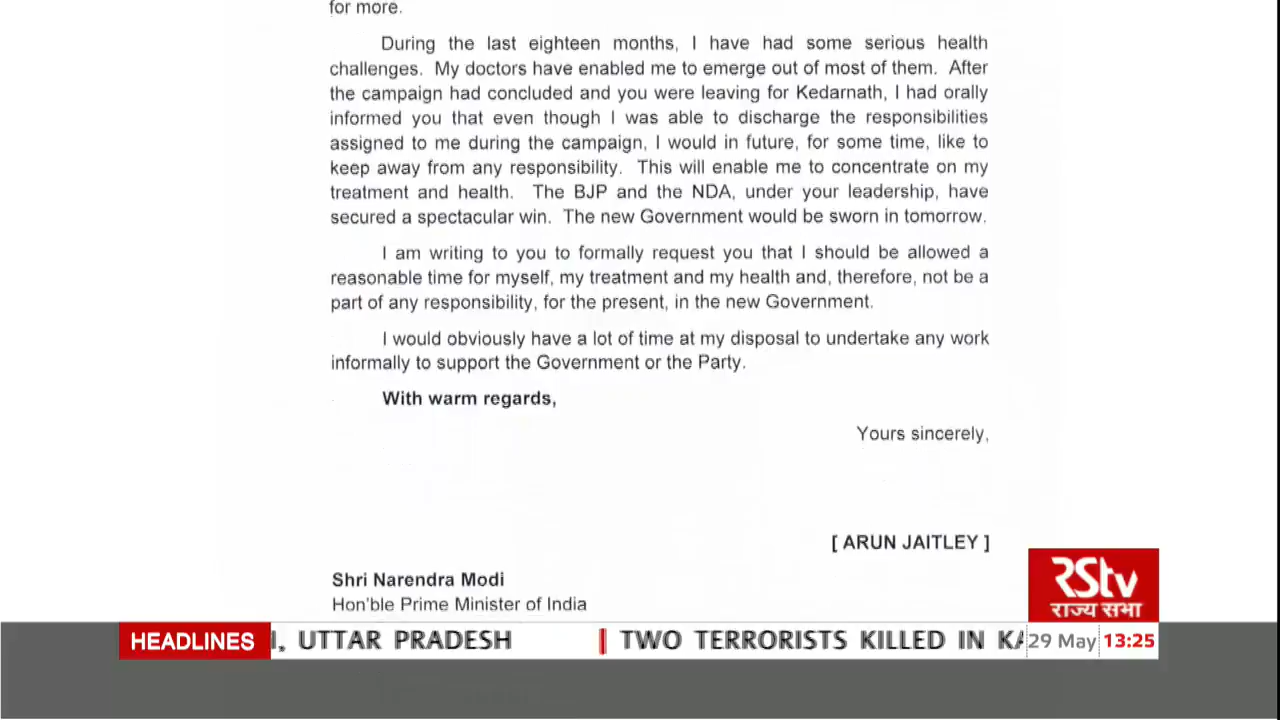 for more.
During the last eighteen months, I have had some serious health
challenges. My doctors have enabled me to emerge out of most of them. After
the campaign had concluded and you were leaving for Kedarnath, I had orally
informed you that even though I was able to discharge the responsibilities
assigned to me during the campaign, I would in future, for some time, like to
keep away from any responsibility. This will enable me to concentrate on my
treatment and health. The BJP and the NDA, under your leadership, have
secured a spectacular win. The new Government would be sworn in tomorrow.
I am writing to you to formally request you that I should be allowed a
reasonable time for myself, my treatment and my health and, therefore, not be a
part of any responsibility, for the present, in the new Government.
I would obviously have a lot of time at my disposal to undertake any work
informally to support the Government or the Party.
With warm regards,
Yours sincerely,
[ ARUN JAITLEY ]
Shri Narendra Modi
Hon'ble Prime Minister of India
RStv
राज्य सभा
HEADLINES I, UTTAR PRADESH | TWO TERRORISTS KILLED IN KA 29 May 13:25